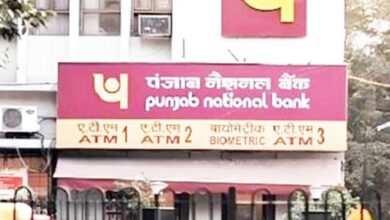 पंजाब नैशनल बैंक
punjab national bank
ए.टी.एम ए.टी.एम बायोमेट्रीक ए.टी.एम
ATM 1 ATM 2 BIOMETRIC ATM 3